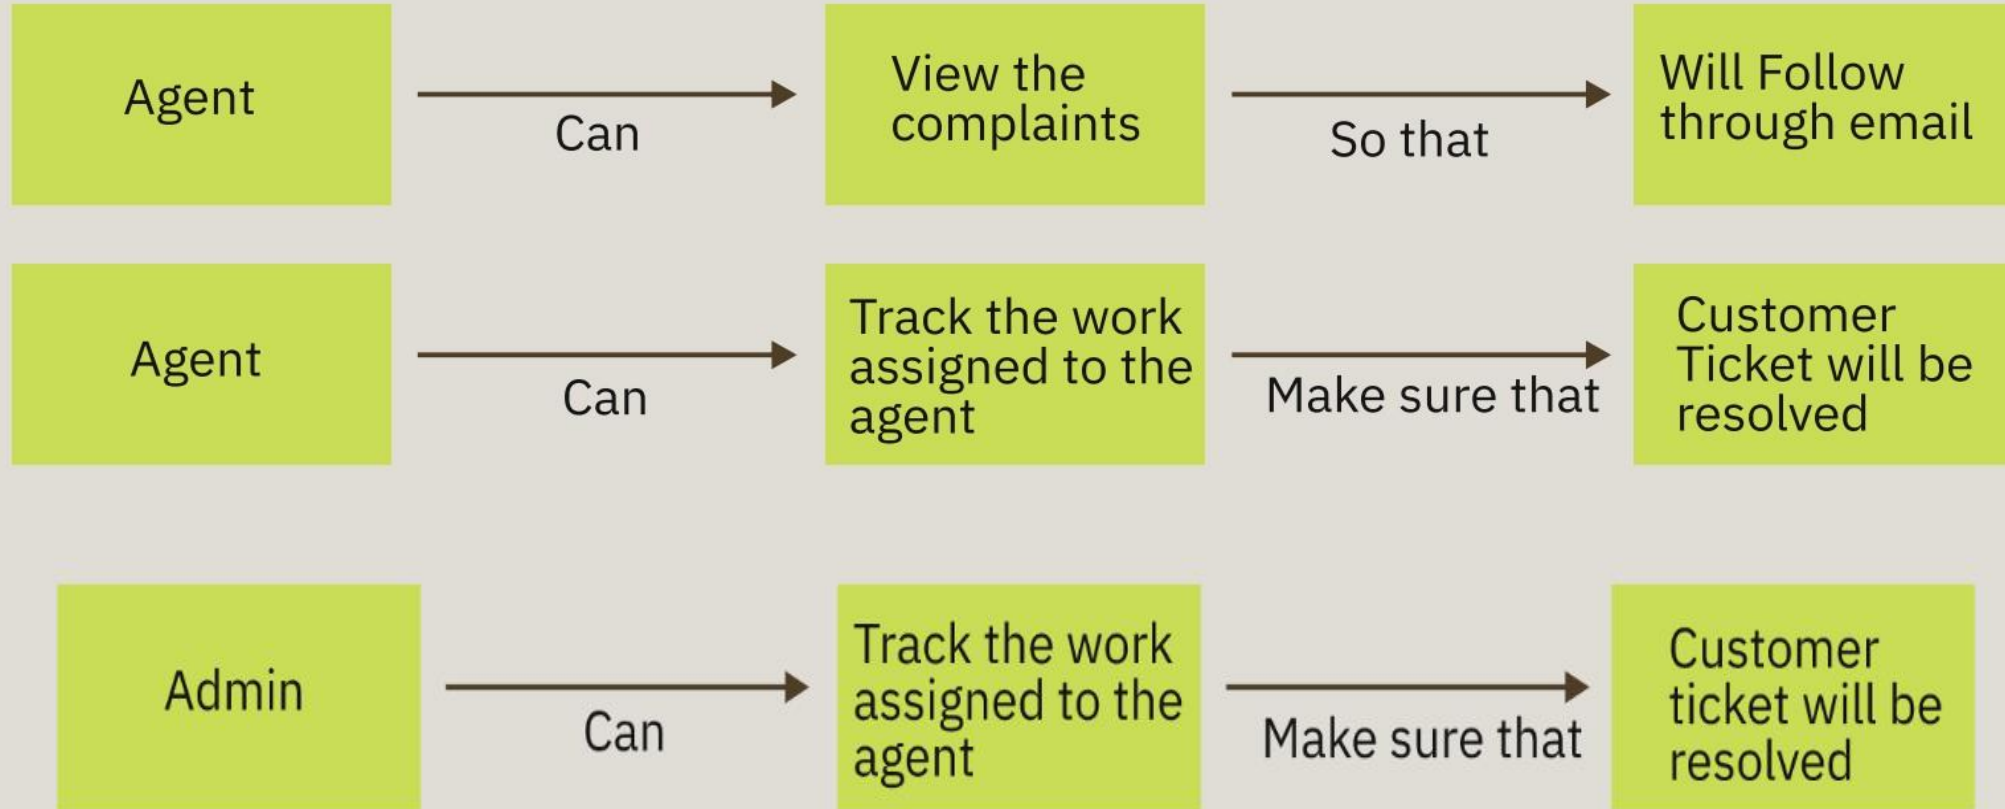 Agent
Can
View the
complaints
So that
Will Follow
through email
Agent
Can
Track the work
assigned to the
agent
Make sure that
Customer
Ticket will be
resolved
Admin
Can
Track the work
assigned to the
agent
Make sure that
Customer
ticket will be
resolved